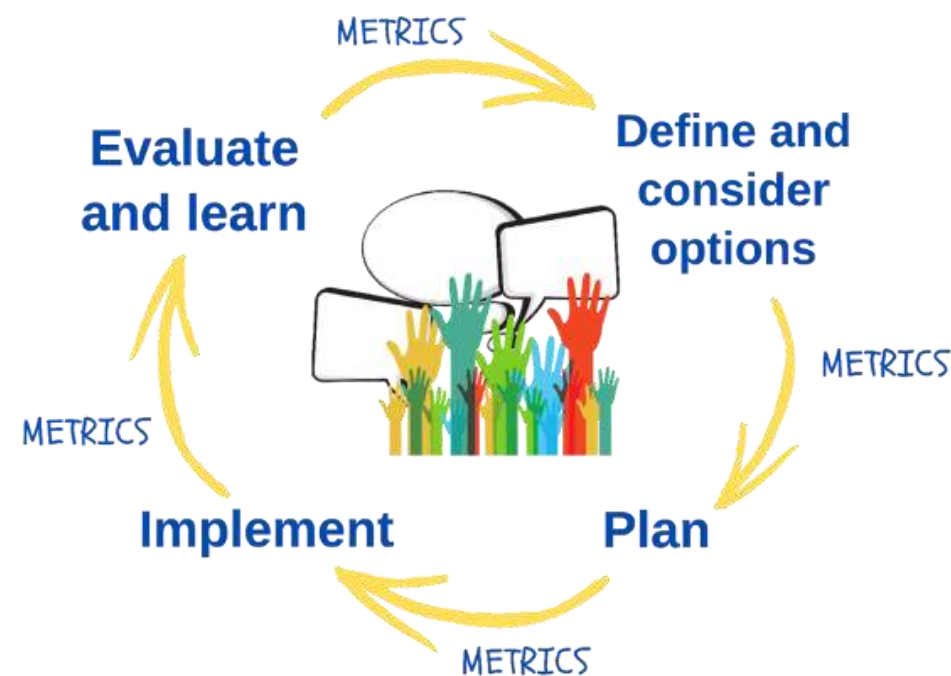 METRICS
Evaluate
and learn
Define and
consider
options
METRICS
METRICS
Implement
Plan
METRICS